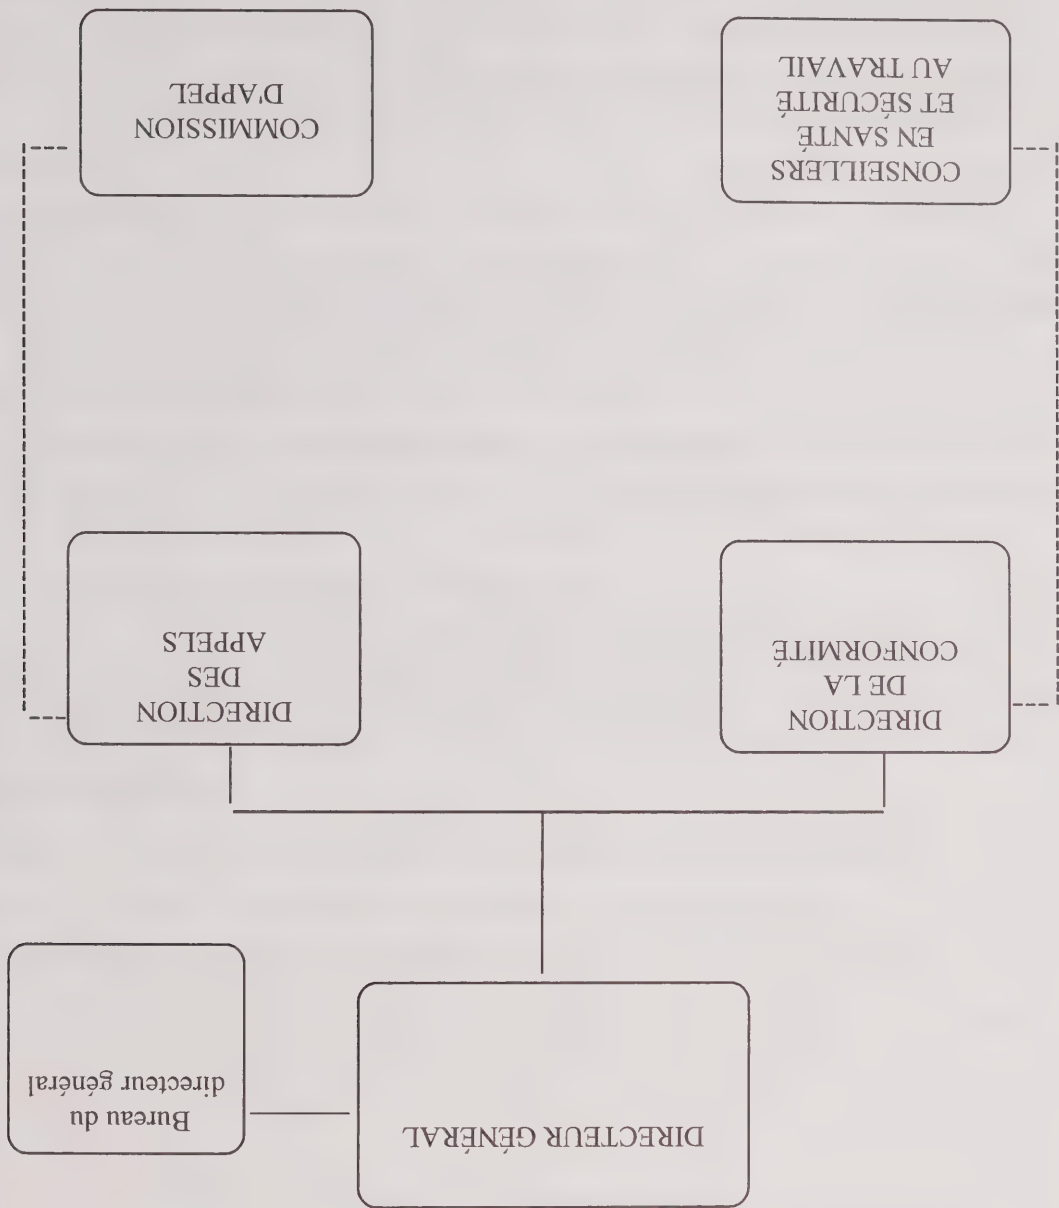 DIRECTEUR GÉNÉRAL
Bureau du
directeur général
DIRECTION
DE LA
CONFORMITÉ
DIRECTION
DES
APPELS
CONSEILLERS
EN SANTÉ
ET SÉCURITÉ
AU TRAVAIL
COMMISSION
D'APPEL